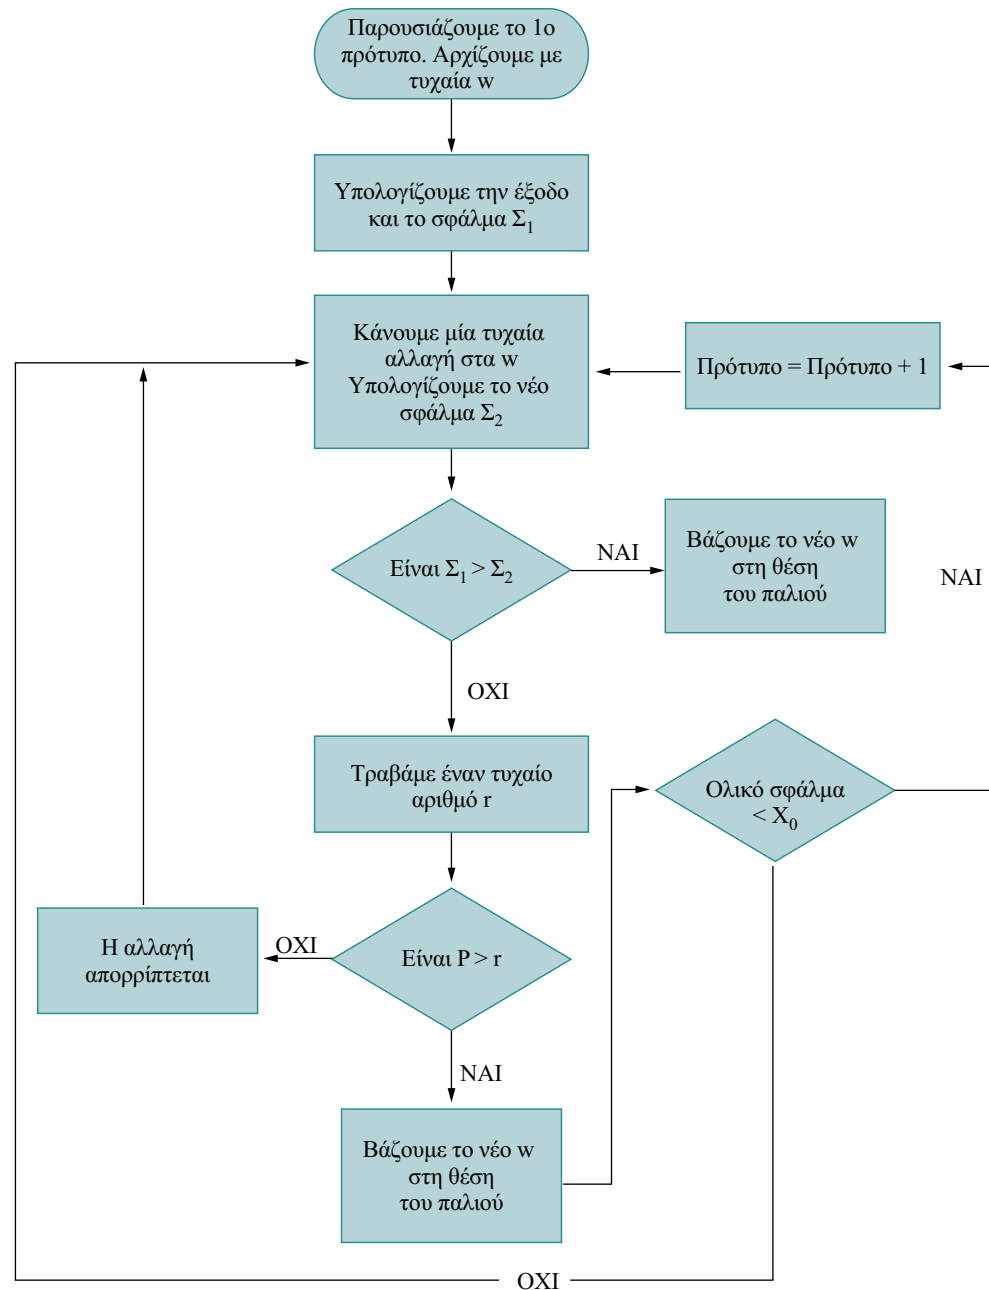 Παρουσιάζουμε το 1ο
πρότυπο. Αρχίζουμε με
τυχαία w
Υπολογίζουμε την έξοδο
και το σφάλμα Σ₁
Κάνουμε μία τυχαία
αλλαγή στα w
Υπολογίζουμε το νέο
σφάλμα Σ₂
Πρότυπο = Πρότυπο + 1
Είναι Σ₁ > Σ₂
ΝΑΙ
Βάζουμε το νέο w
στη θέση
του παλιού
ΝΑΙ
ΟΧΙ
Τραβάμε έναν τυχαίο
αριθμό r
Ολικό σφάλμα
< Χ₀
Η αλλαγή
απορρίπτεται
ΟΧΙ
Είναι P > r
ΝΑΙ
Βάζουμε το νέο w
στη θέση
του παλιού
ΟΧΙ